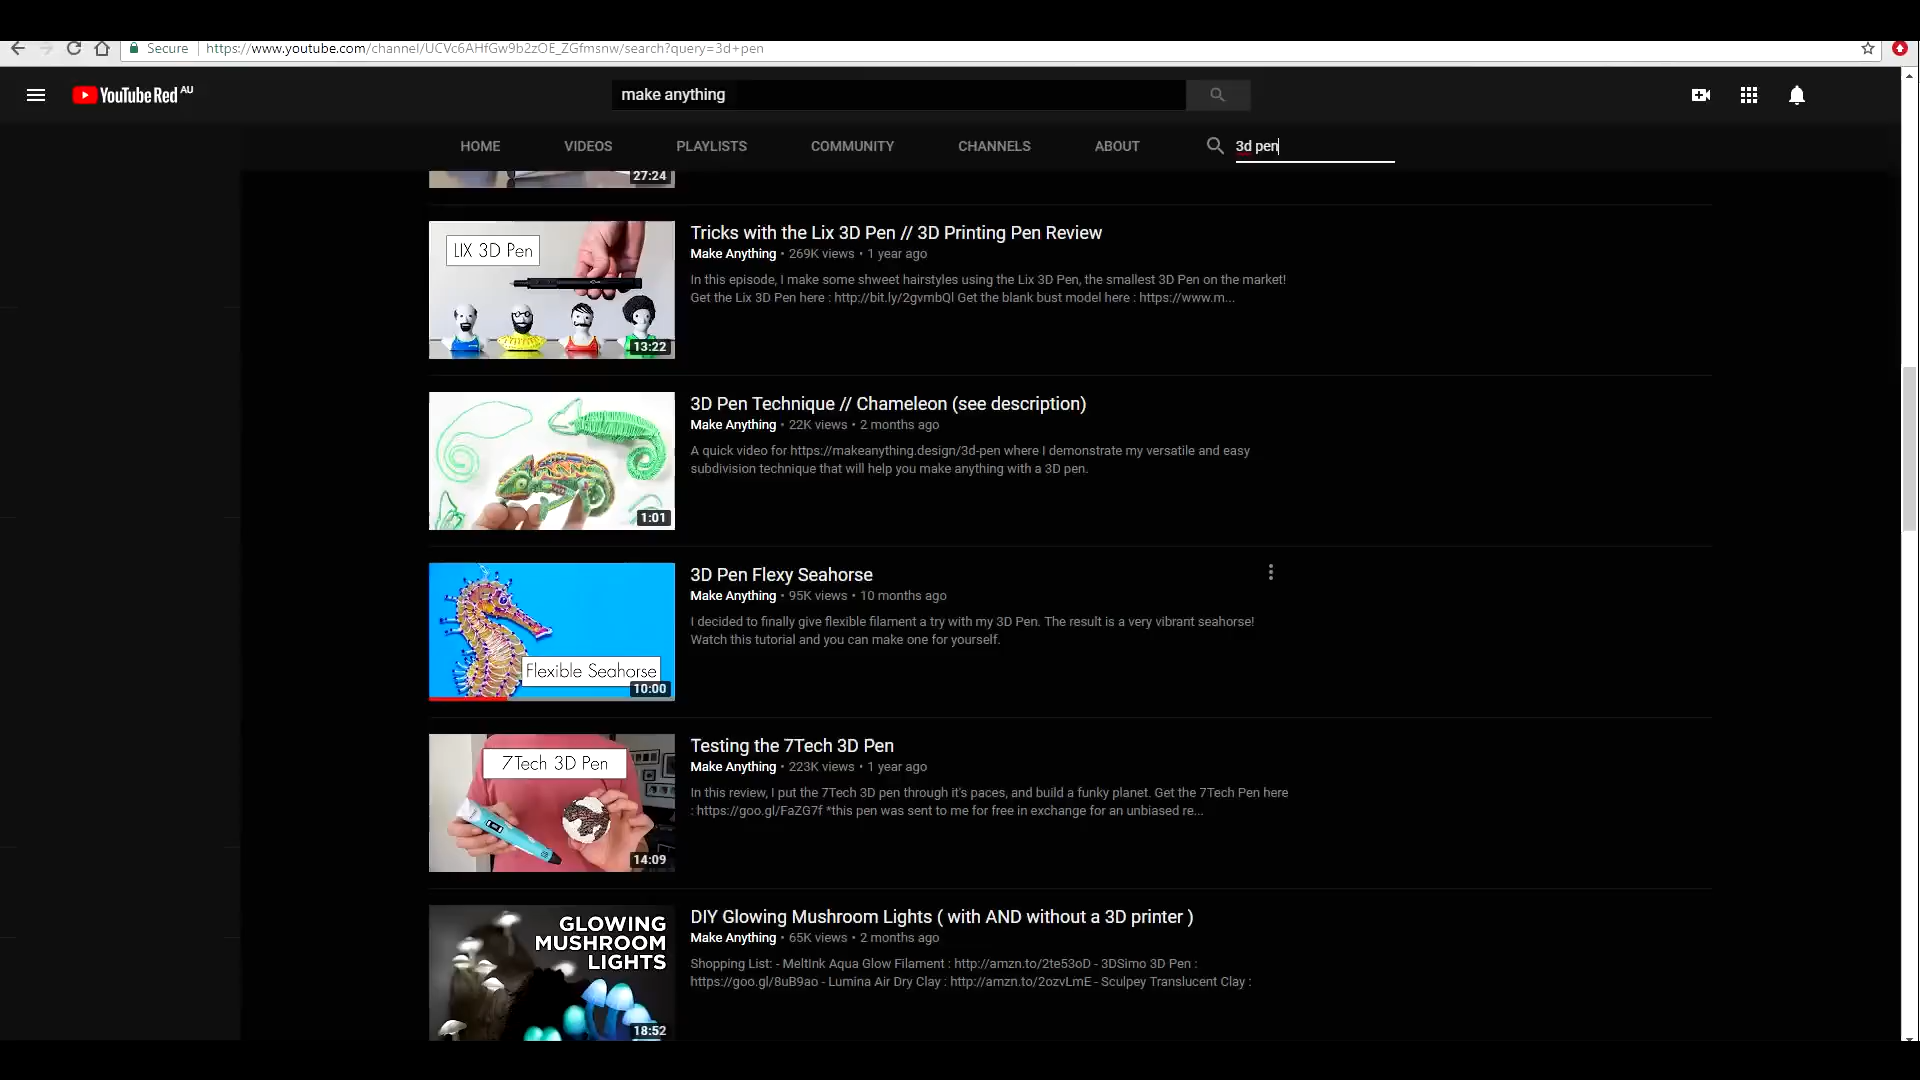 Secure
https://www.youtube.com/channel/UCVc6AHfGw9b2zOE_ZGfmsnw/search?query=3d+pen
YouTube Red AU
make anything
HOME
VIDEOS
PLAYLISTS
COMMUNITY
CHANNELS
ABOUT
3d pen
27:24
LIX 3D Pen
13:22
Tricks with the Lix 3D Pen // 3D Printing Pen Review
Make Anything • 269K views • 1 year ago
In this episode, I make some shweet hairstyles using the Lix 3D Pen, the smallest 3D Pen on the market!
Get the Lix 3D Pen here : http://bit.ly/2gvmbQl Get the blank bust model here : https://www.m...
1:01
3D Pen Technique // Chameleon (see description)
Make Anything • 22K views • 2 months ago
A quick video for https://makeanything.design/3d-pen where I demonstrate my versatile and easy
subdivision technique that will help you make anything with a 3D pen.
Flexible Seahorse
10:00
3D Pen Flexy Seahorse
Make Anything • 95K views • 10 months ago
I decided to finally give flexible filament a try with my 3D Pen. The result is a very vibrant seahorse!
Watch this tutorial and you can make one for yourself.
7Tech 3D Pen
14:09
Testing the 7Tech 3D Pen
Make Anything • 223K views • 1 year ago
In this review, I put the 7Tech 3D pen through it's paces, and build a funky planet. Get the 7Tech Pen here
: https://goo.gl/FaZG7f *this pen was sent to me for free in exchange for an unbiased re...
GLOWING
MUSHROOM
LIGHTS
18:52
DIY Glowing Mushroom Lights ( with AND without a 3D printer )
Make Anything • 65K views • 2 months ago
Shopping List: - MeltInk Aqua Glow Filament : http://amzn.to/2te53oD - 3DSimo 3D Pen :
https://goo.gl/8uB9ao - Lumina Air Dry Clay : http://amzn.to/2ozvLmE - Sculpey Translucent Clay :